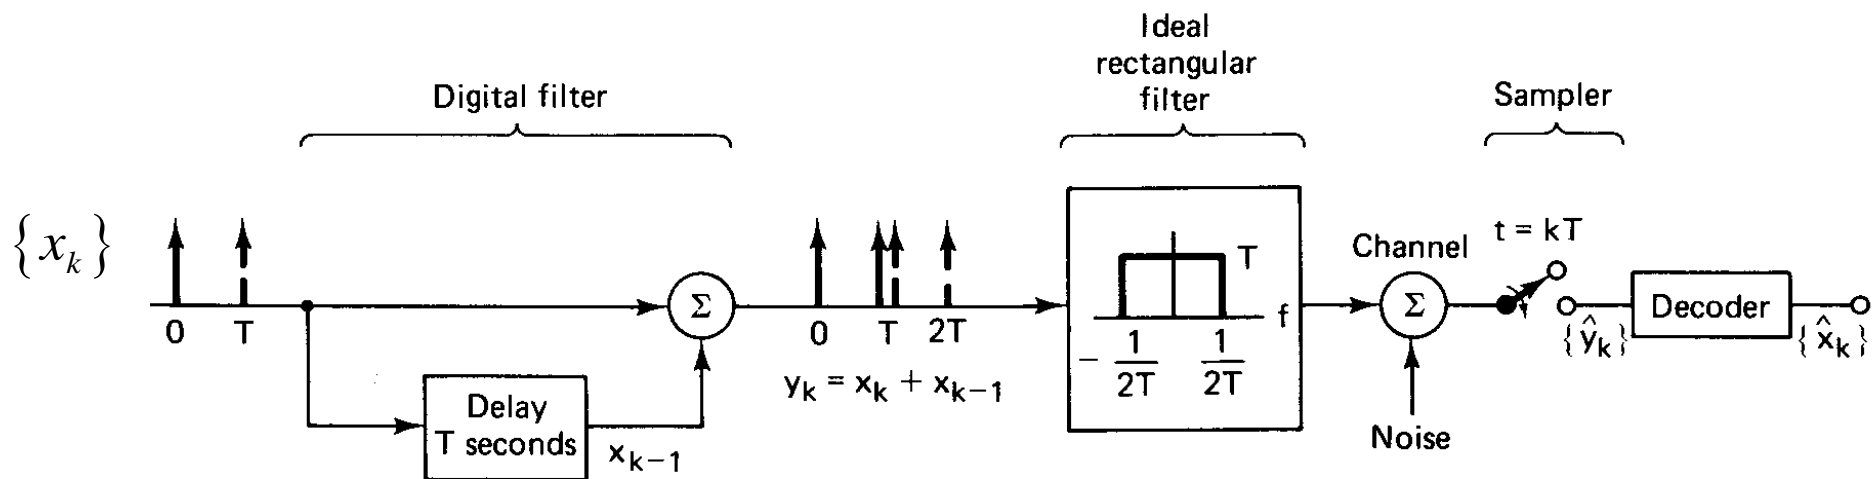 Ideal
rectangular
filter
Digital filter
Sampler
{x_k}
0 T
Σ
0 T 2T
y_k = x_k + x_{k-1}
Delay
T seconds
x_{k-1}
T
f
- 1/2T 1/2T
Channel
Σ
Noise
t = kT
{ŷ_k}
Decoder
{x̂_k}